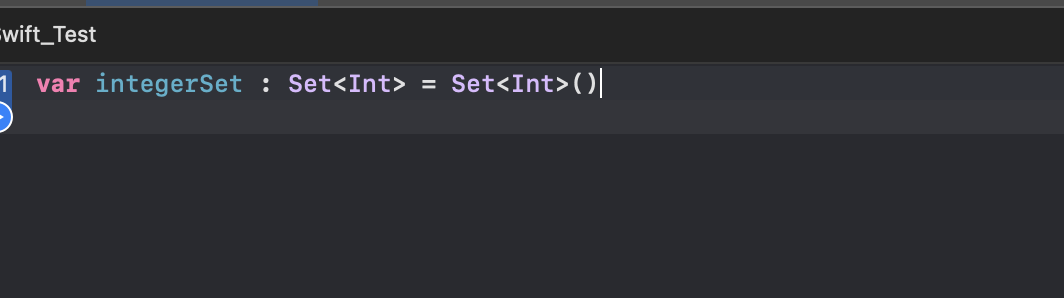 wift_Test
1 var integerSet : Set<Int> = Set<Int>()